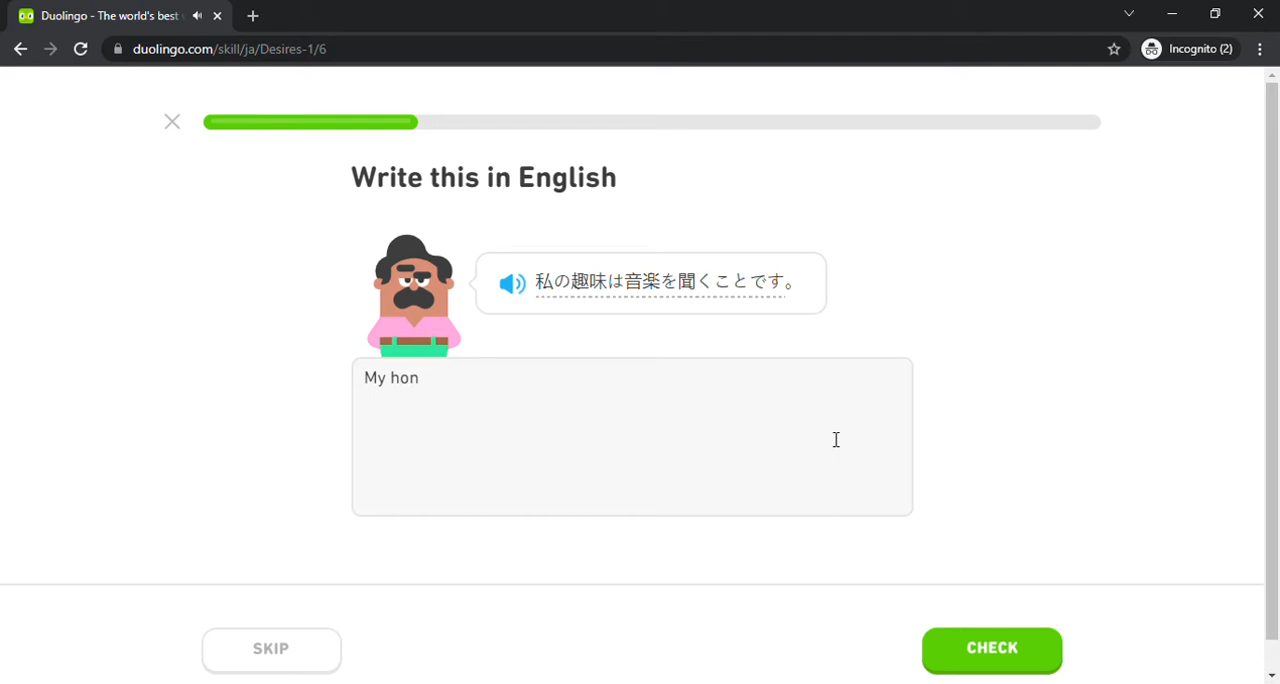 Duolingo - The world's best
duolingo.com/skill/ja/Desires-1/6
Incognito (2)
Write this in English
私の趣味は音楽を聞くことです。
My hon
SKIP
CHECK